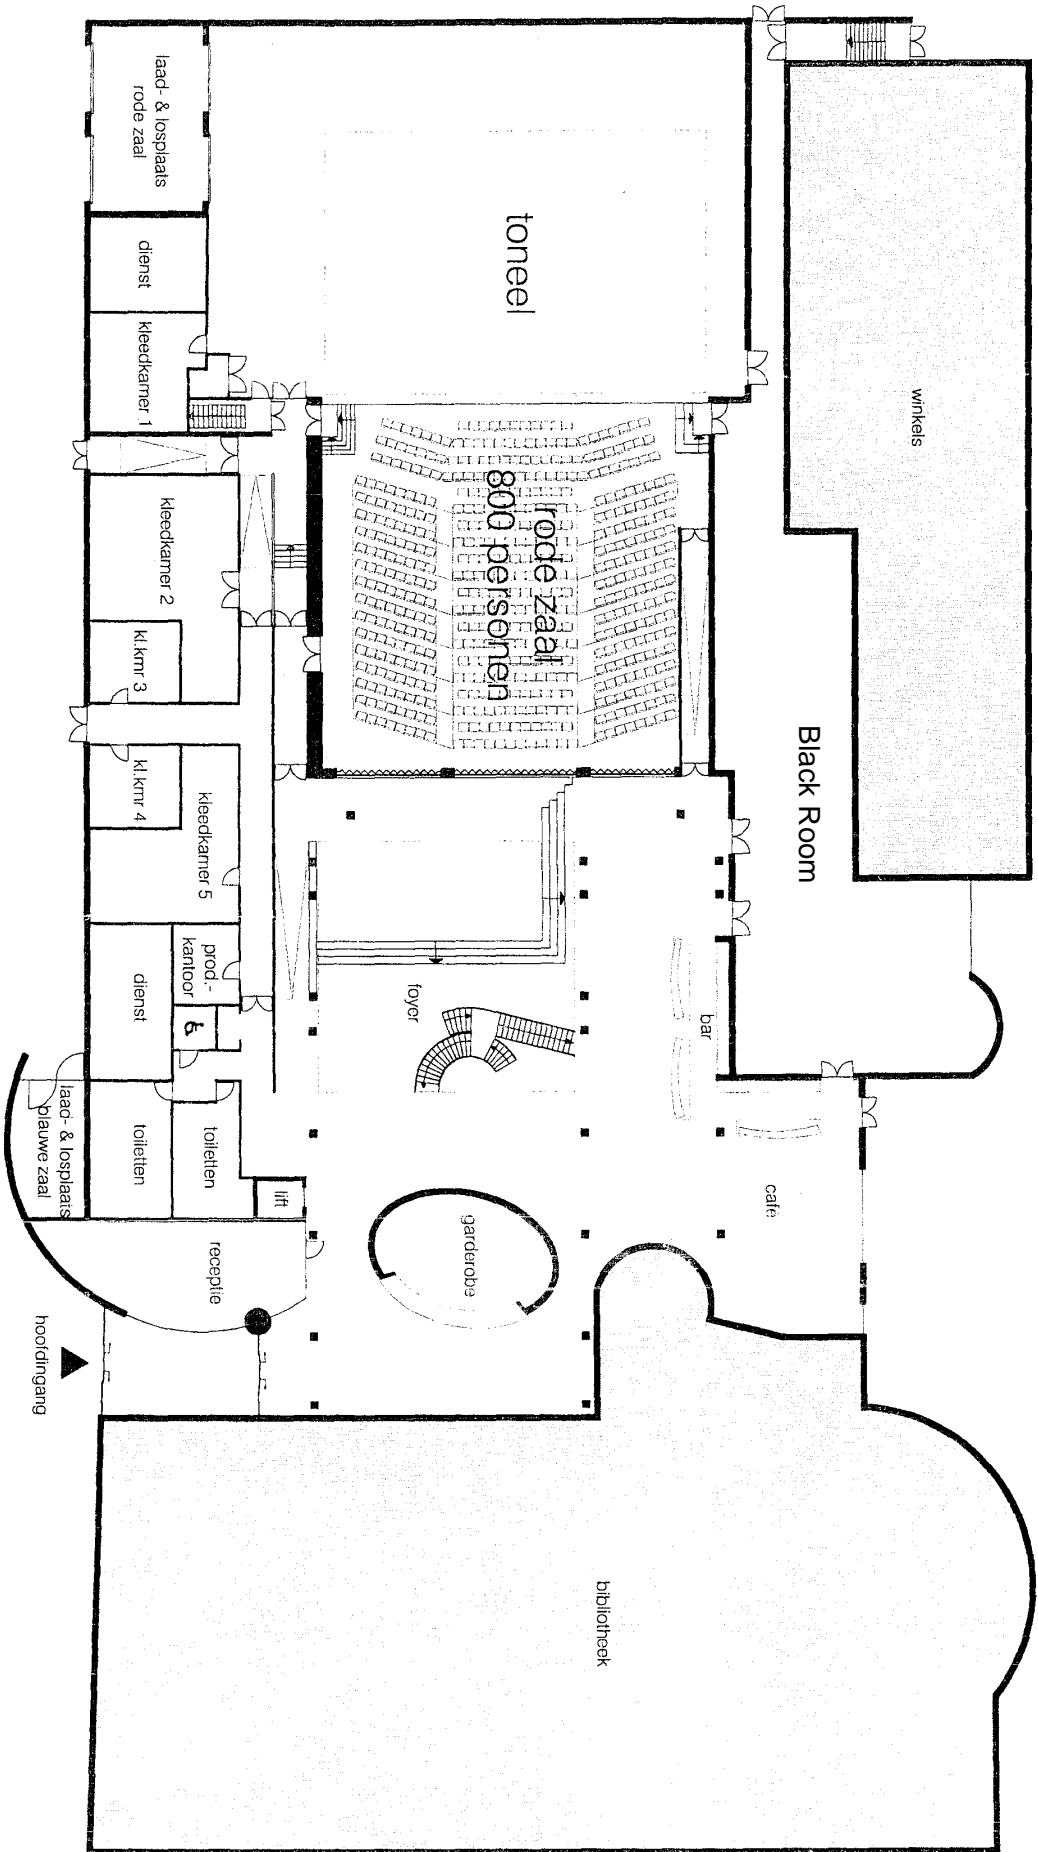 laad- & losplaats
rode zaal
dienst
kleedkamer 1
kleedkamer 2
kl.kmr 3
kl.kmr 4
kleedkamer 5
prod.-
kantoor
dienst
toiletten
toiletten
lift
laad- & losplaats
blauwe zaal
receptie
hoofdingang
toneel
rode zaal
800 personen
foyer
garderobe
bar
cafe
Black Room
winkels
bibliotheek